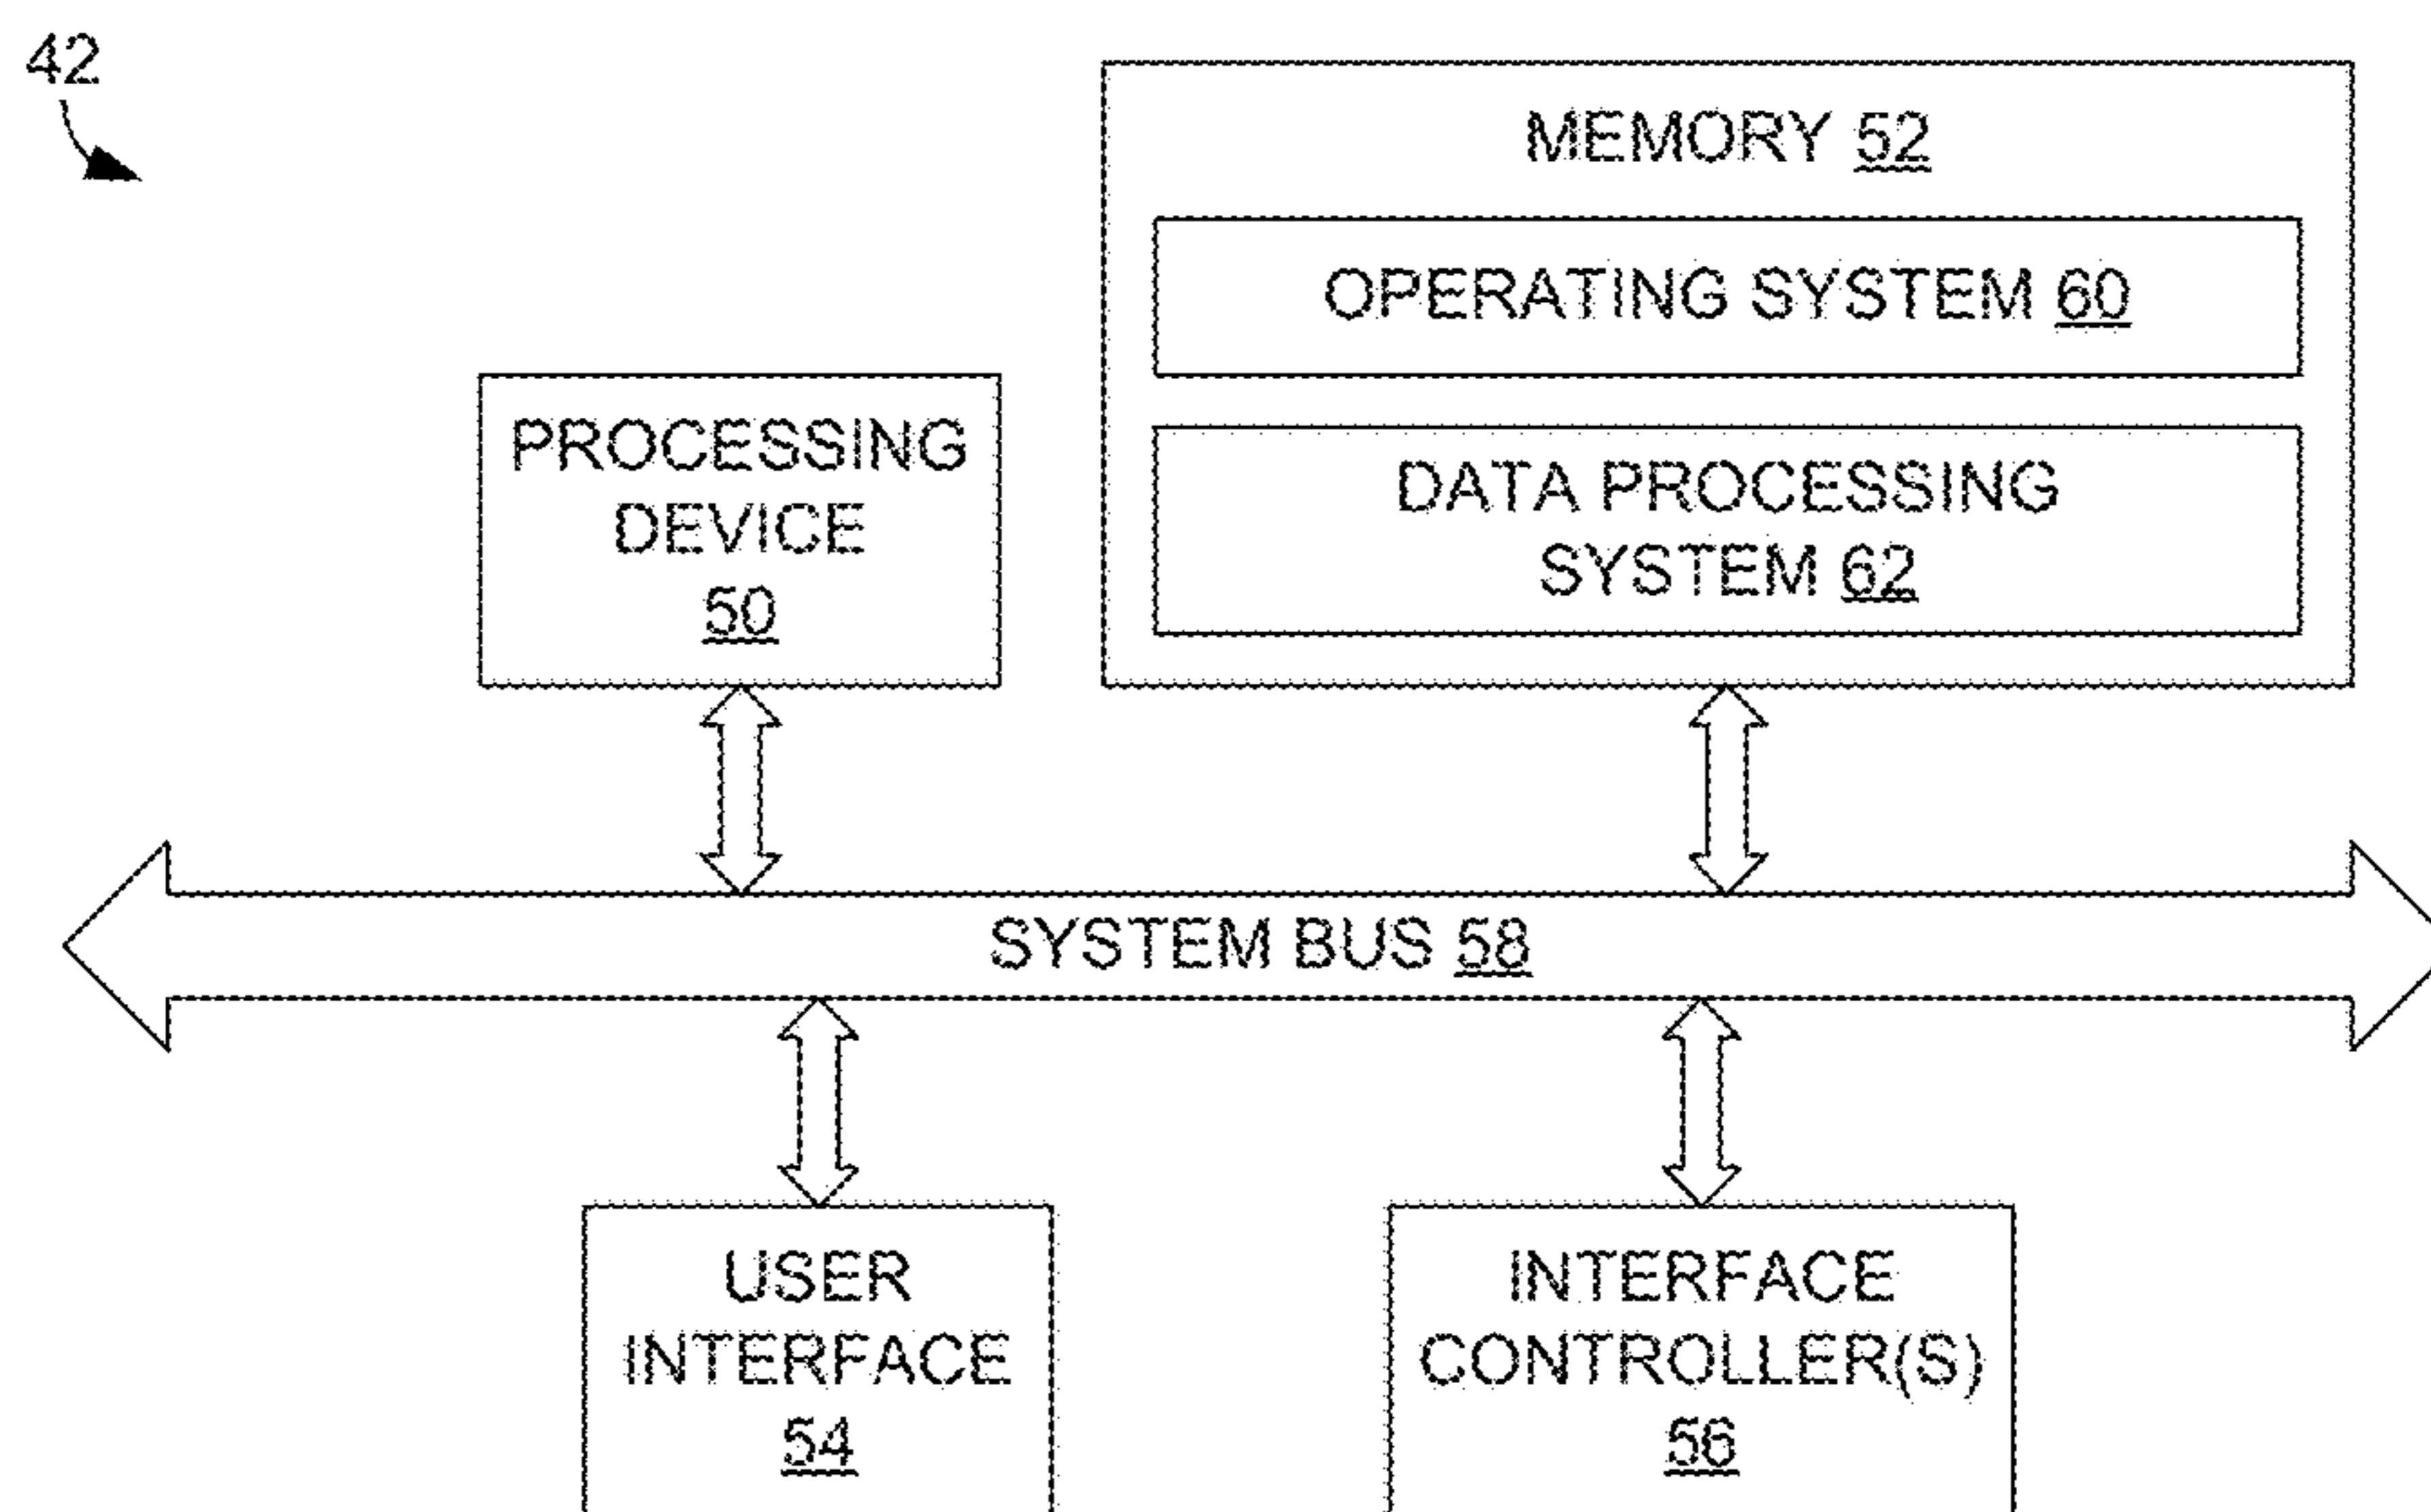 42
MEMORY 52
OPERATING SYSTEM 60
PROCESSING
DEVICE
50
DATA PROCESSING
SYSTEM 62
SYSTEM BUS 58
USER
INTERFACE
54
INTERFACE
CONTROLLER(S)
56